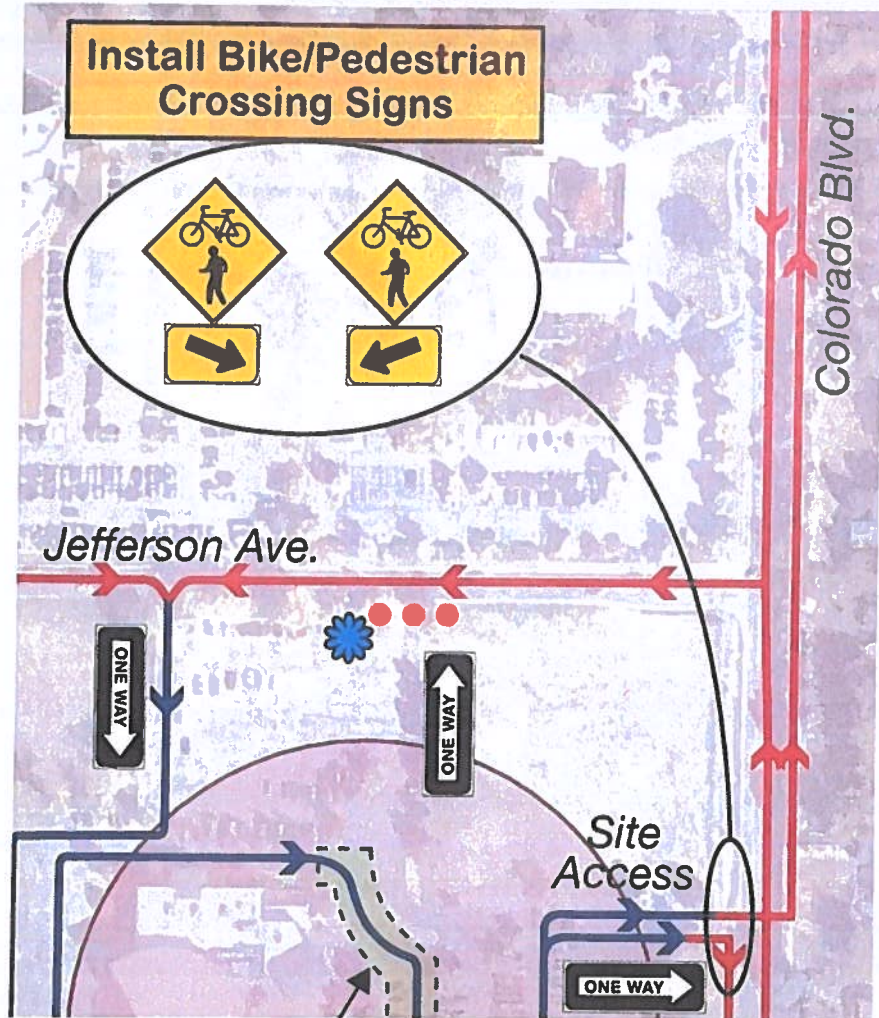 Install Bike/Pedestrian
Crossing Signs
Colorado Blvd.
Jefferson Ave.
ONE WAY
ONE WAY
Site
Access
ONE WAY